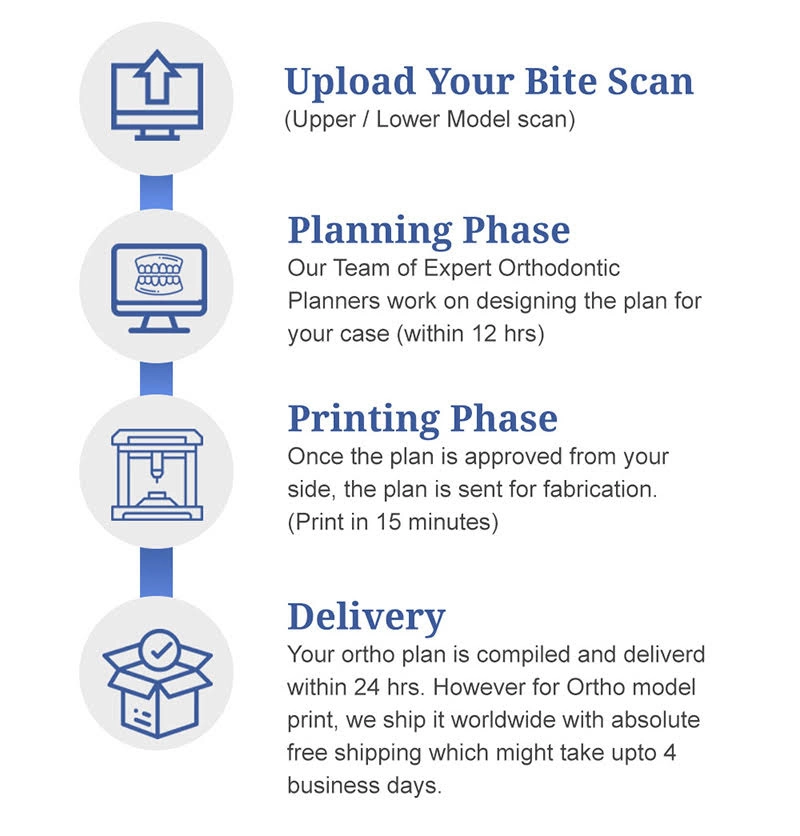 Upload Your Bite Scan
(Upper / Lower Model scan)
Planning Phase
Our Team of Expert Orthodontic
Planners work on designing the plan for
your case (within 12 hrs)
Printing Phase
Once the plan is approved from your
side, the plan is sent for fabrication.
(Print in 15 minutes)
Delivery
Your ortho plan is compiled and deliverd
within 24 hrs. However for Ortho model
print, we ship it worldwide with absolute
free shipping which might take upto 4
business days.